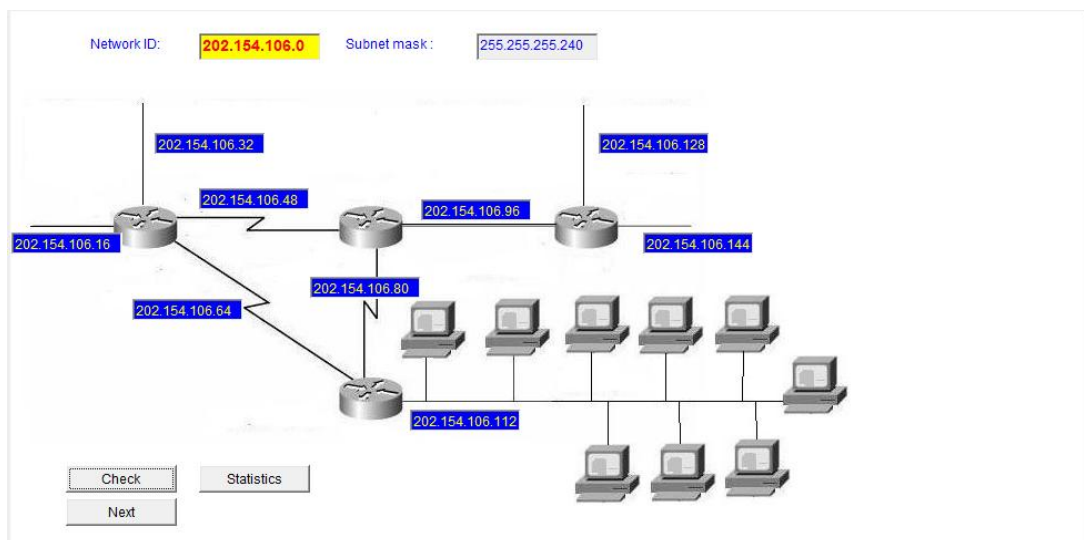 Network ID:
202.154.106.0
Subnet mask :
255.255.255.240
202.154.106.32
202.154.106.128
202.154.106.48
202.154.106.96
202.154.106.16
202.154.106.144
202.154.106.80
202.154.106.64
202.154.106.112
Check
Statistics
Next